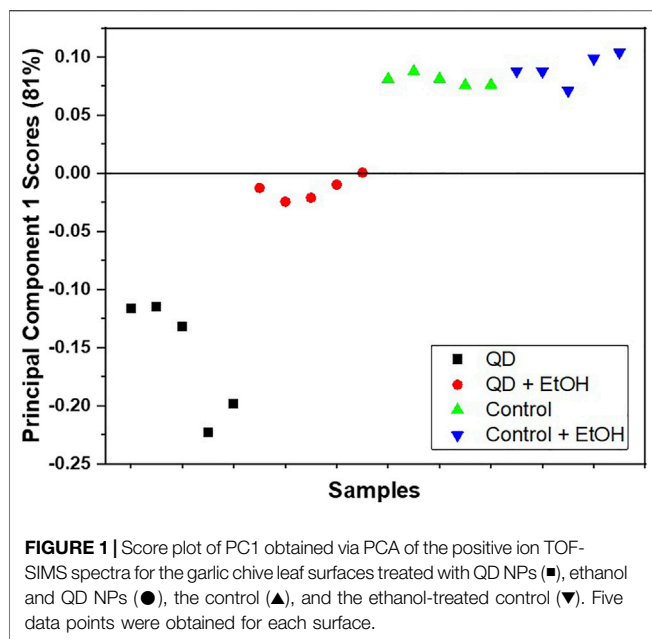 Principal Component 1 Scores (81%)
0.10
0.05
0.00
-0.05
-0.10
-0.15
-0.20
-0.25
QD
QD + EtOH
Control
Control + EtOH
Samples
FIGURE 1 | Score plot of PC1 obtained via PCA of the positive ion TOF-
SIMS spectra for the garlic chive leaf surfaces treated with QD NPs (■), ethanol
and QD NPs (●), the control (▲), and the ethanol-treated control (▼). Five
data points were obtained for each surface.